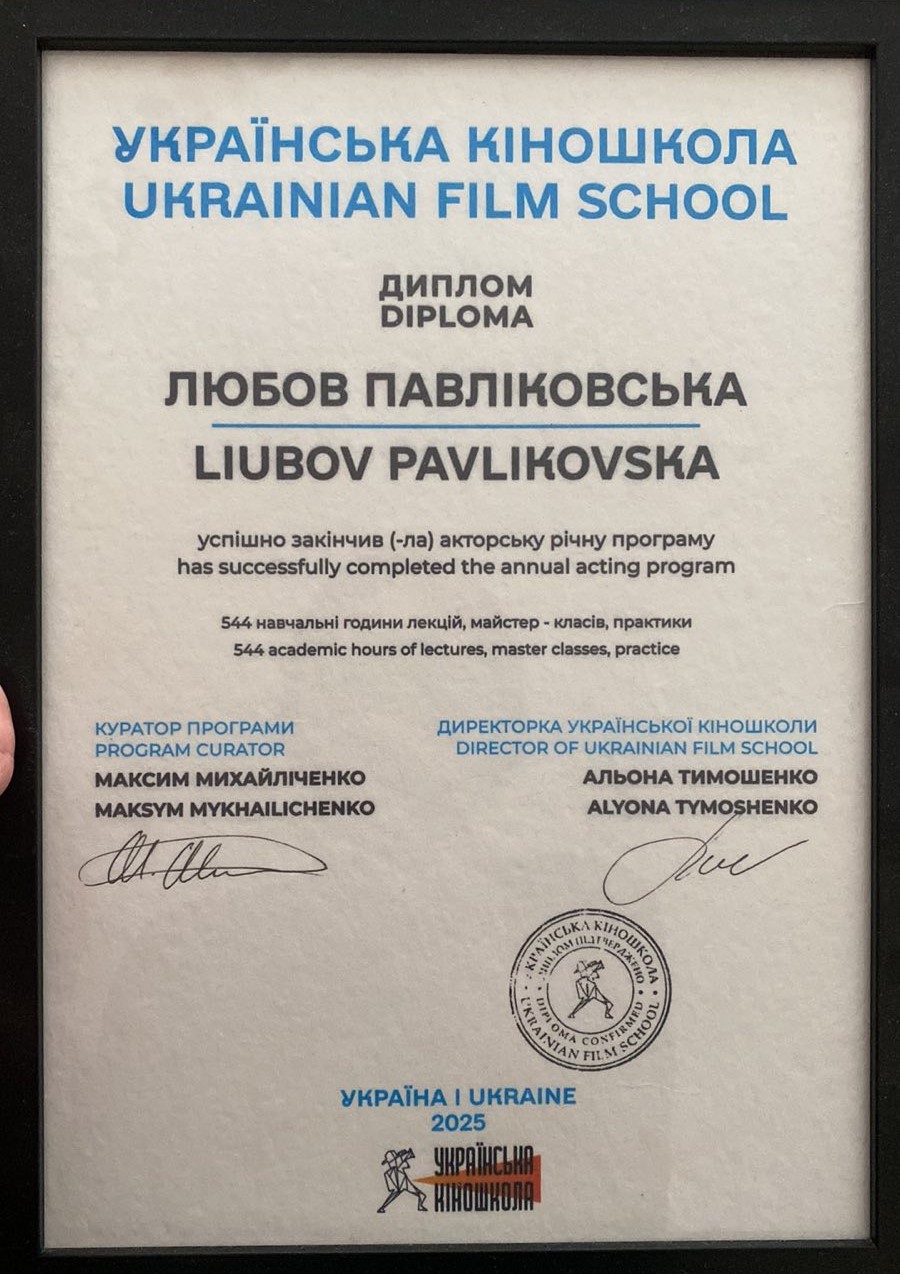 УКРАЇНСЬКА КІНОШКОЛА
UKRAINIAN FILM SCHOOL
ДИПЛОМ
DIPLOMA
ЛЮБОВ ПАВЛІКОВСЬКА
LIUBOV PAVLIKOVSKA
успішно закінчив (-ла) акторську річну програму
has successfully completed the annual acting program
544 навчальні години лекцій, майстер - класів, практики
544 academic hours of lectures, master classes, practice
КУРАТОР ПРОГРАМИ
PROGRAM CURATOR
МАКСИМ МИХАЙЛІЧЕНКО
MAKSYM MYKHAILICHENKO
ДИРЕКТОРКА УКРАЇНСЬКОЇ КІНОШКОЛИ
DIRECTOR OF UKRAINIAN FILM SCHOOL
АЛЬОНА ТИМОШЕНКО
ALYONA TYMOSHENKO
УКРАЇНСЬКА КІНОШКОЛА
ДИПЛОМ ПІДТВЕРДЖЕНО
DIPLOMA CONFIRMED
UKRAINIAN FILM SCHOOL
УКРАЇНА І UKRAINE
2025
УКРАЇНСЬКА
КІНОШКОЛА